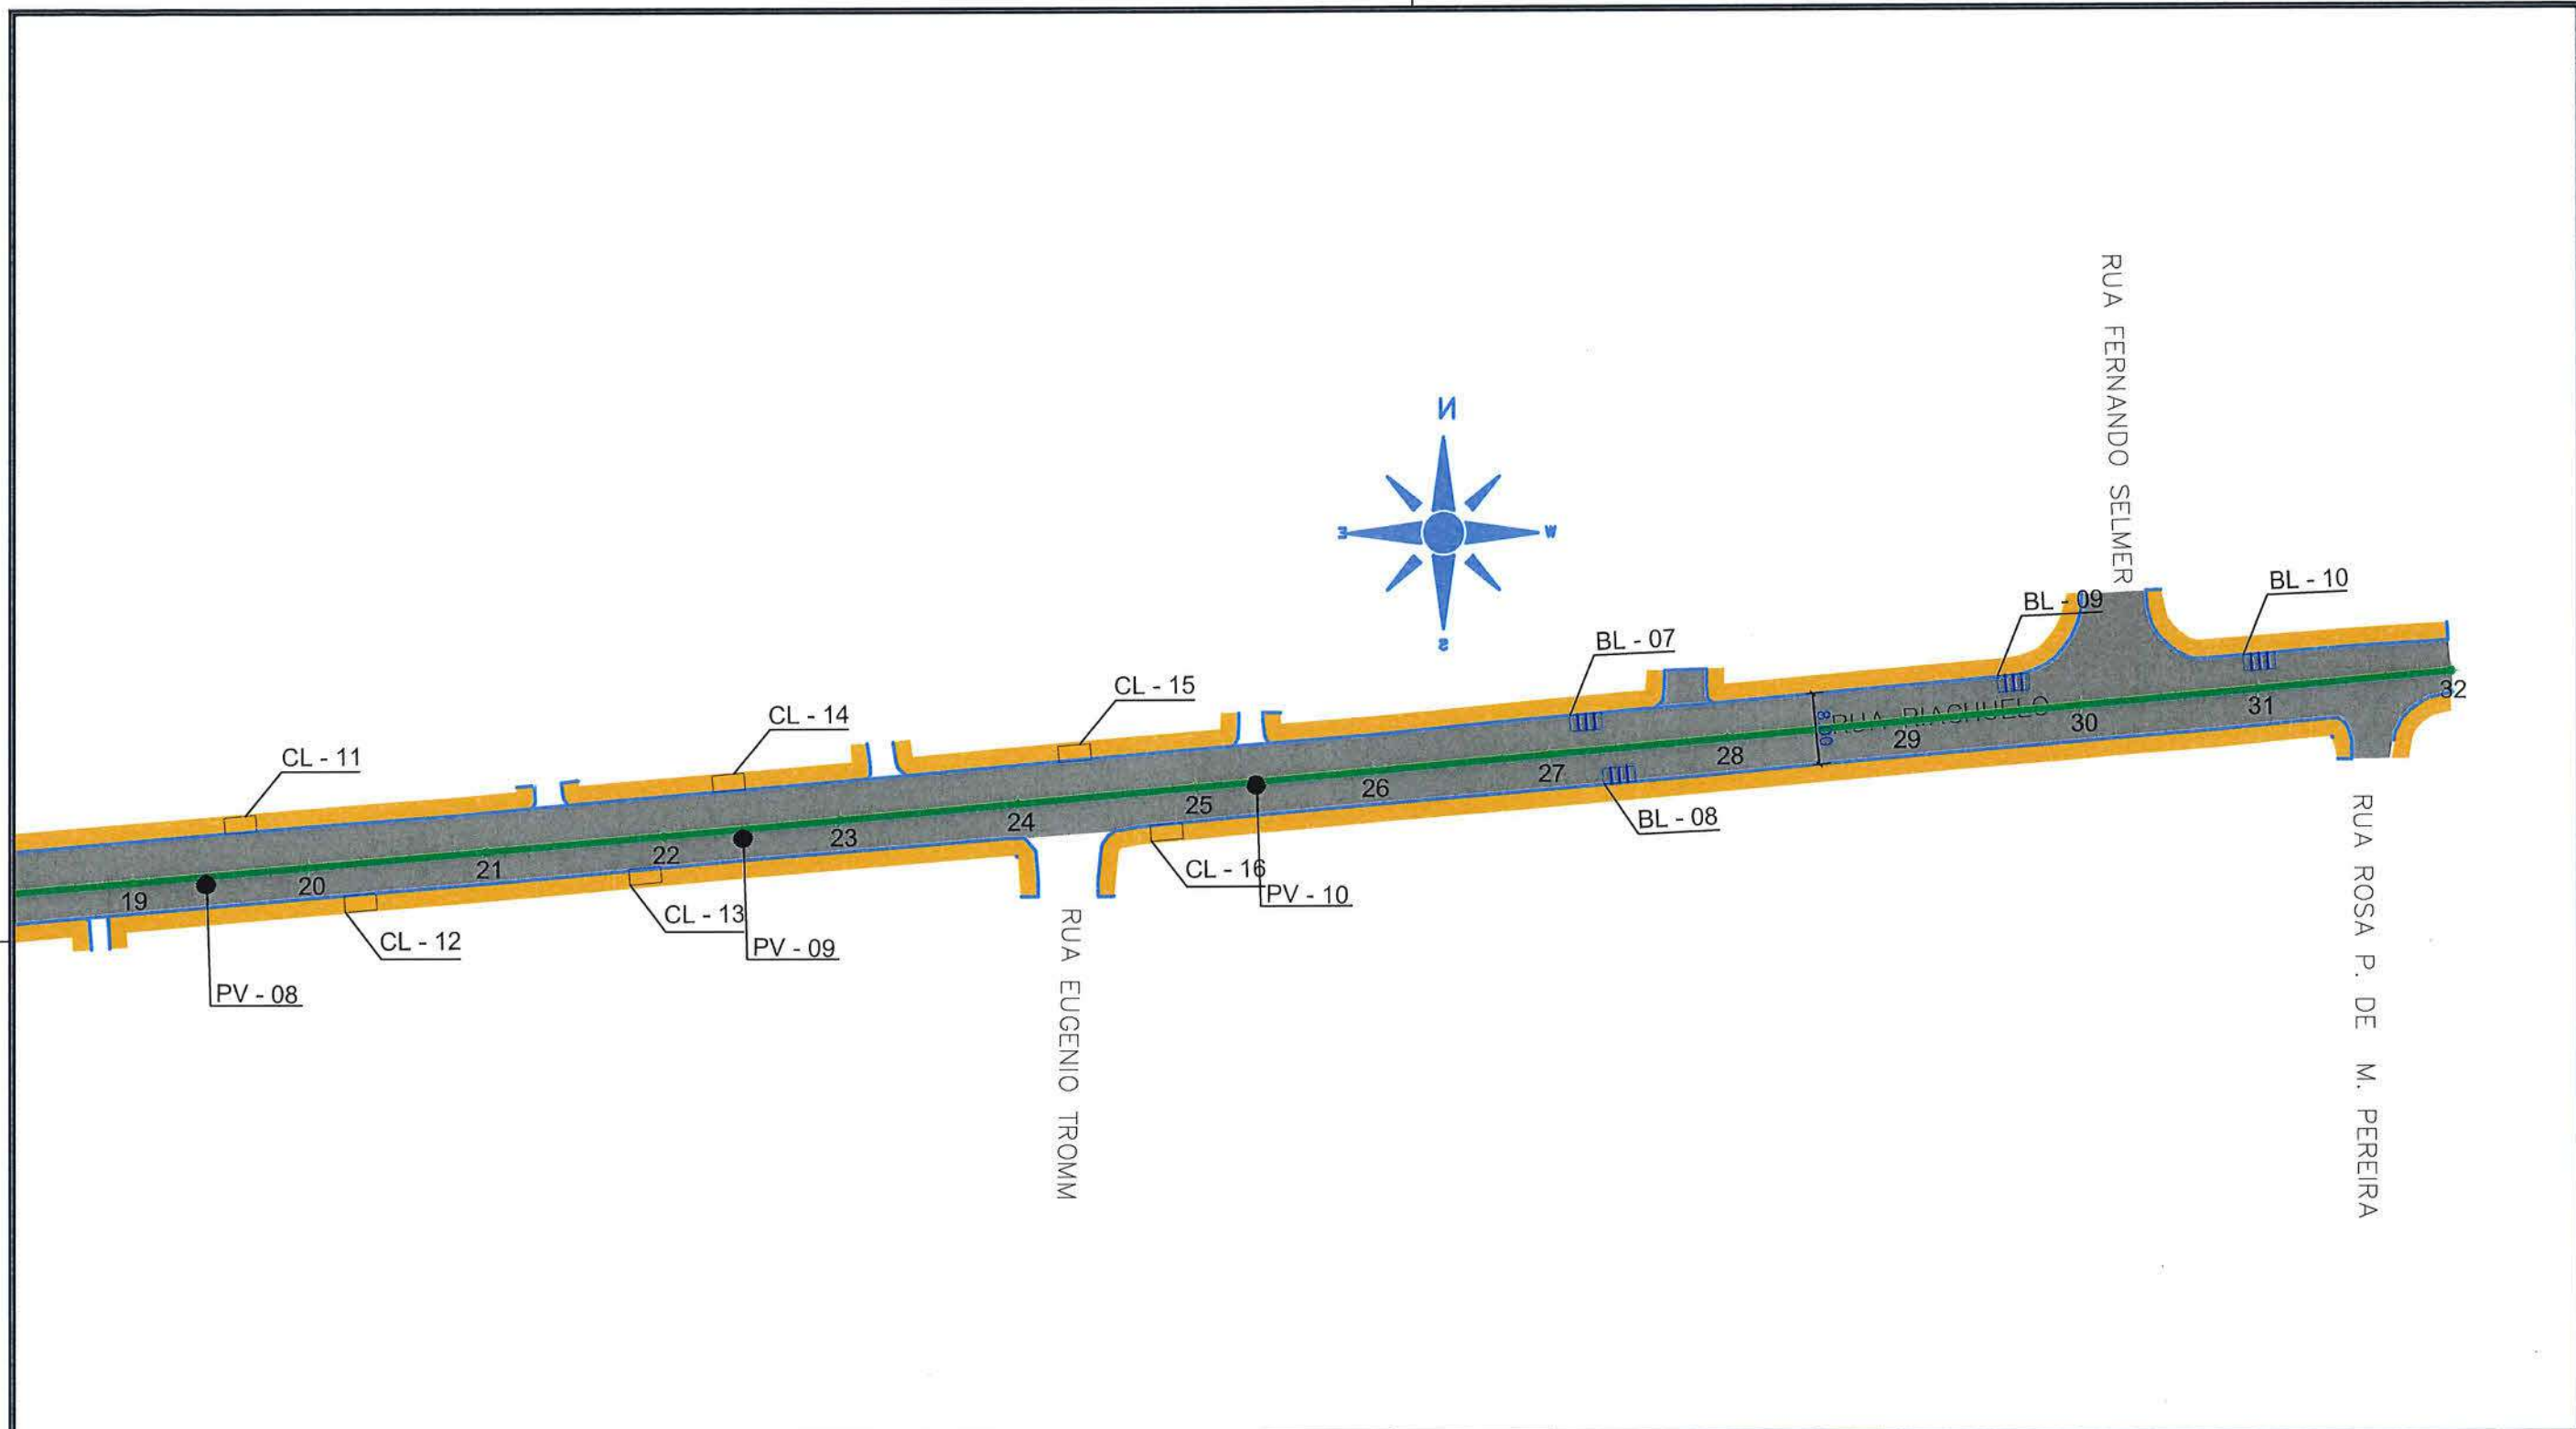 RUA FERNANDO SELMER
N
E
W
S
BL - 10
BL - 09
BL - 07
CL - 15
CL - 14
CL - 11
8,00
RUA RIACHUELO
19
20
21
22
23
24
25
26
27
28
29
30
31
32
BL - 08
CL - 16
PV - 10
CL - 13
PV - 09
CL - 12
PV - 08
RUA EUGENIO TROMM
RUA ROSA P. DE M. PEREIRA